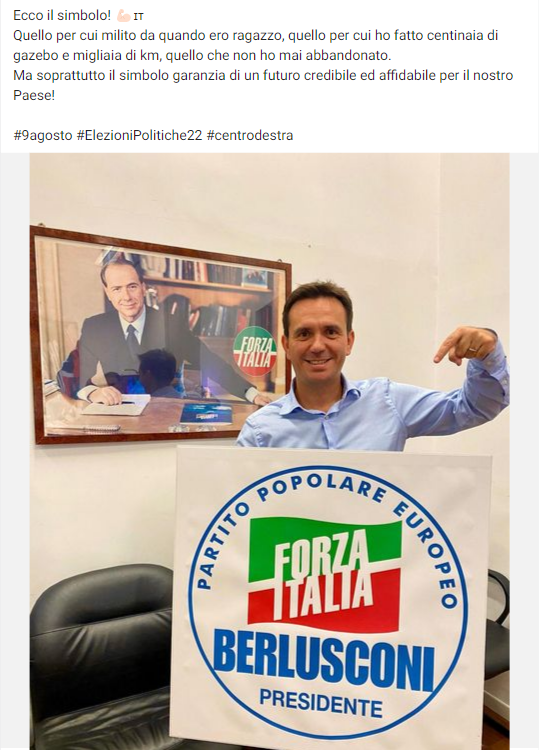 Ecco il simbolo! 💪🏻 IT
Quello per cui milito da quando ero ragazzo, quello per cui ho fatto centinaia di
gazebo e migliaia di km, quello che non ho mai abbandonato.
Ma soprattutto il simbolo garanzia di un futuro credibile ed affidabile per il nostro
Paese!
#9agosto #ElezioniPolitiche22 #centrodestra
FORZA
ITALIA
PARTITO POPOLARE EUROPEO
FORZA
ITALIA
BERLUSCONI
PRESIDENTE